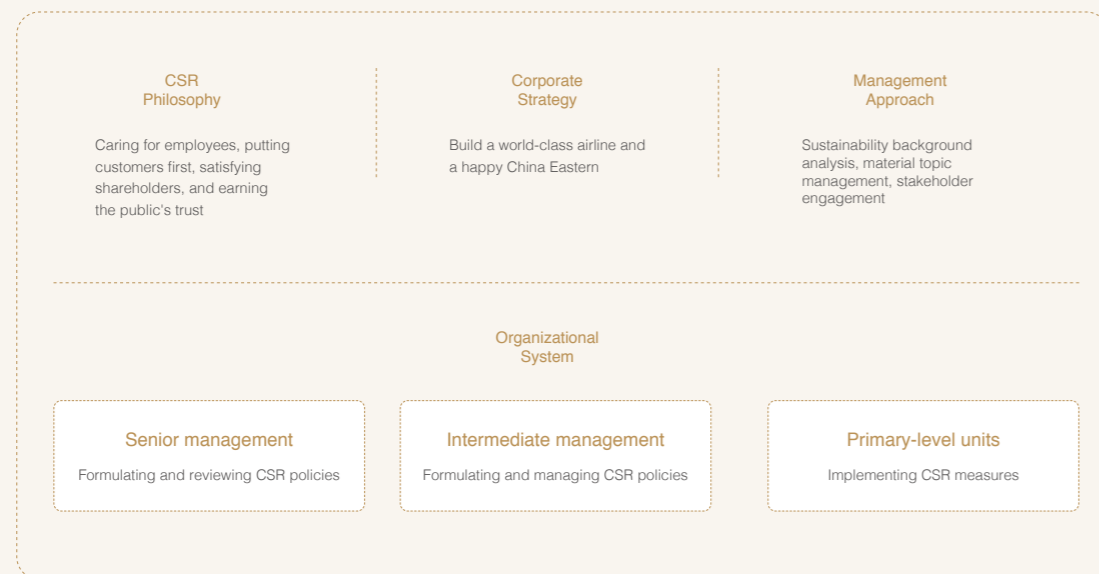 CSR
Philosophy
Caring for employees, putting
customers first, satisfying
shareholders, and earning
the public's trust
Corporate
Strategy
Build a world-class airline and
a happy China Eastern
Management
Approach
Sustainability background
analysis, material topic
management, stakeholder
engagement
Organizational
System
Senior management
Formulating and reviewing CSR policies
Intermediate management
Formulating and managing CSR policies
Primary-level units
Implementing CSR measures